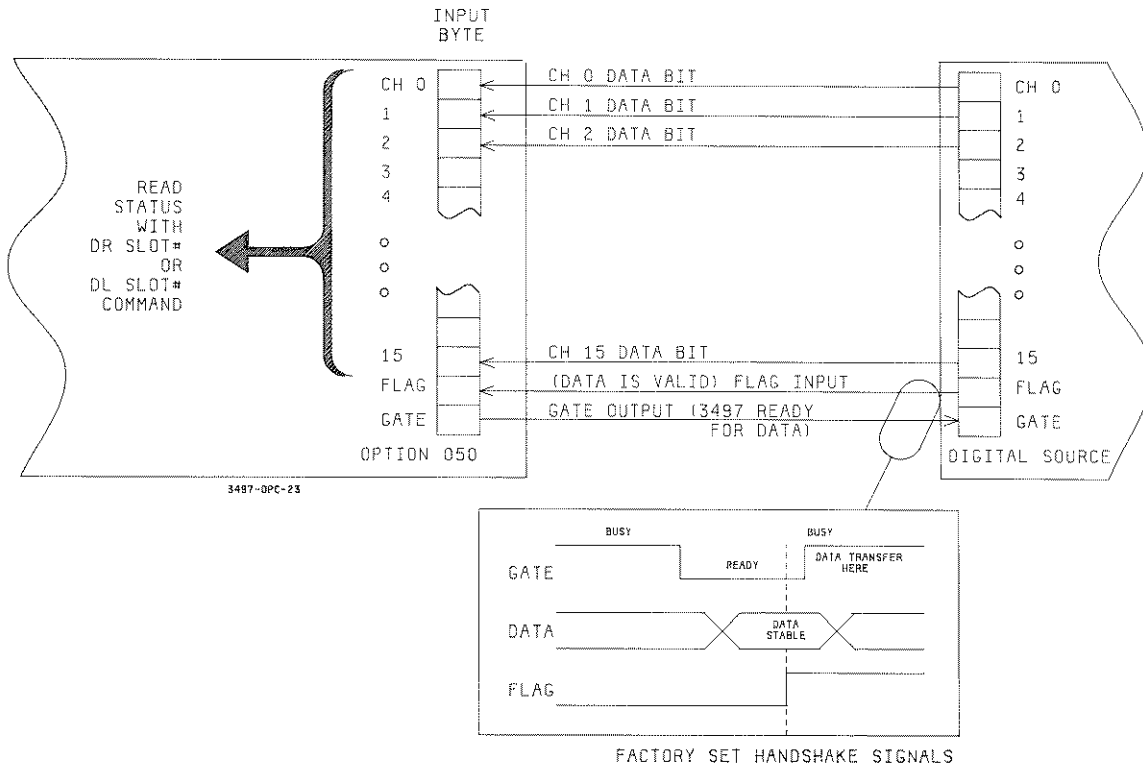 INPUT
BYTE
CH 0
CH 0 DATA BIT
CH 0
1
CH 1 DATA BIT
1
2
CH 2 DATA BIT
2
3
3
4
4
READ
STATUS
WITH
DR SLOT#
OR
DL SLOT#
COMMAND
15
CH 15 DATA BIT
15
FLAG
(DATA IS VALID) FLAG INPUT
FLAG
GATE
GATE OUTPUT (3497 READY
FOR DATA)
GATE
OPTION 050
DIGITAL SOURCE
3497-OPC-23
BUSY
BUSY
GATE
READY
DATA TRANSFER
HERE
DATA
DATA
STABLE
FLAG
FACTORY SET HANDSHAKE SIGNALS